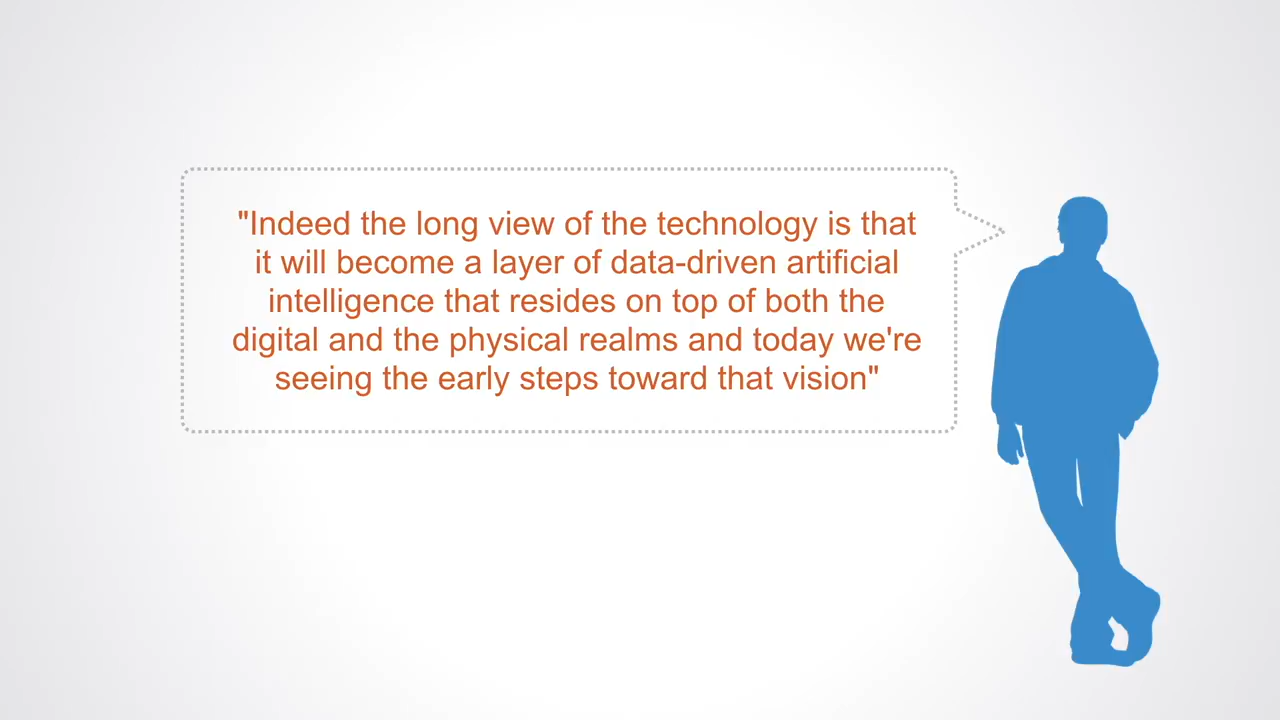 "Indeed the long view of the technology is that
it will become a layer of data-driven artificial
intelligence that resides on top of both the
digital and the physical realms and today we're
seeing the early steps toward that vision"